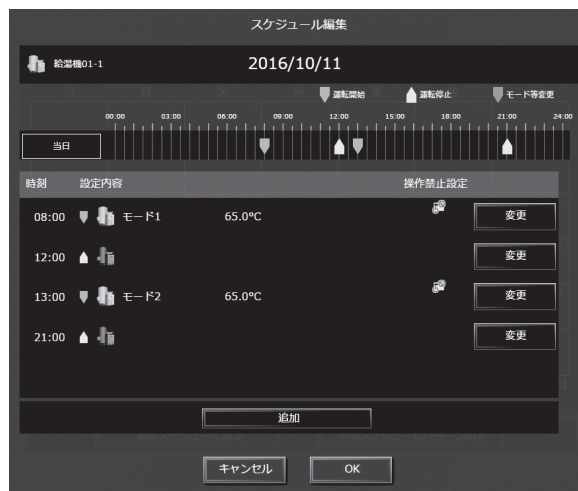 スケジュール編集
給湯機01-1 2016/10/11
運転開始 運転停止 モード等変更
00:00 03:00 06:00 09:00 12:00 15:00 18:00 21:00 24:00
当日
時刻 設定内容 操作禁止設定
08:00 モード1 65.0℃ 変更
12:00 変更
13:00 モード2 65.0℃ 変更
21:00 変更
追加
キャンセル OK